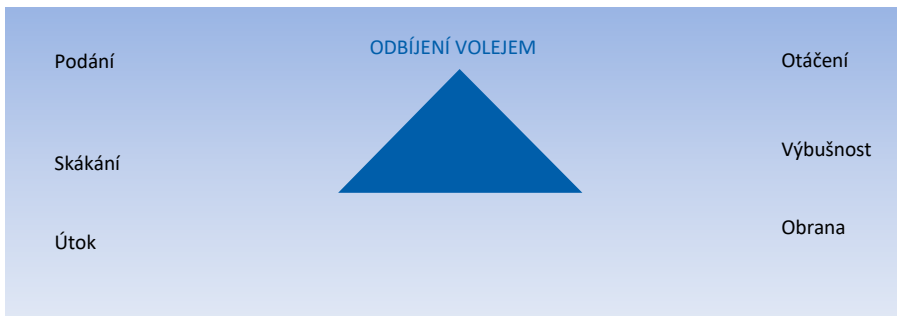 ODBÍJENÍ VOLEJEM
Podání
Otáčení
Skákání
Výbušnost
Útok
Obrana